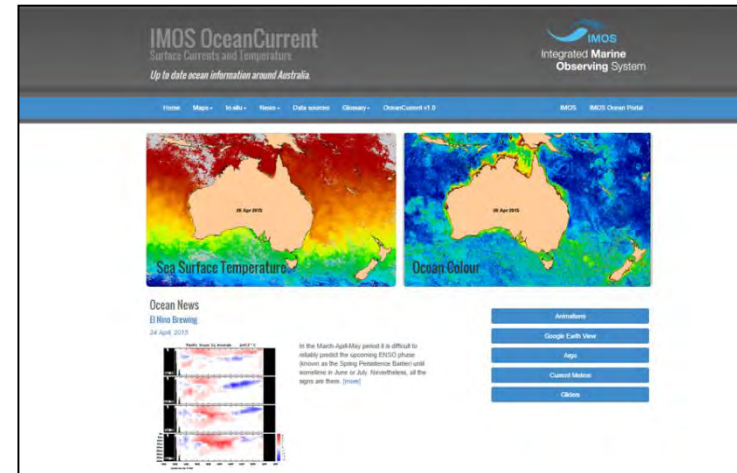 IMOS OceanCurrent
Surface Currents and Temperature
Up to date ocean information around Australia.
IMOS
Integrated Marine
Observing System
Home Maps In situ News Data sources Glossary OceanCurrent v1.0 IMOS IMOS Ocean Portal
26 Apr 2015
Sea Surface Temperature
26 Apr 2015
Ocean Colour
Ocean News
El Nino Brewing
24 April, 2015
In the March-April-May period it is difficult to
reliably predict the upcoming ENSO phase
(known as the Spring Persistence Barrier) until
sometime in June or July. Nevertheless, all the
signs are there. [more]
Animations
Google Earth View
Argo
Current Meters
Gliders